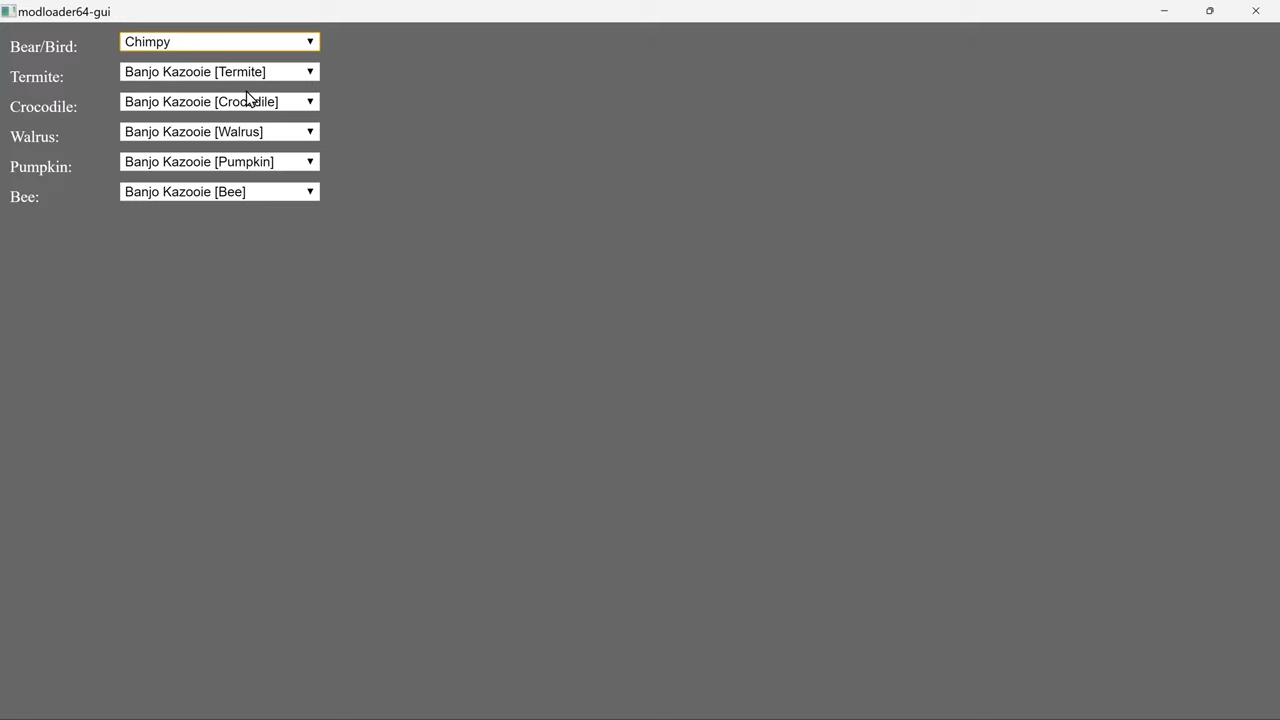 modloader64-gui
Bear/Bird: Chimpy
Termite: Banjo Kazooie [Termite]
Crocodile: Banjo Kazooie [Crocodile]
Walrus: Banjo Kazooie [Walrus]
Pumpkin: Banjo Kazooie [Pumpkin]
Bee: Banjo Kazooie [Bee]